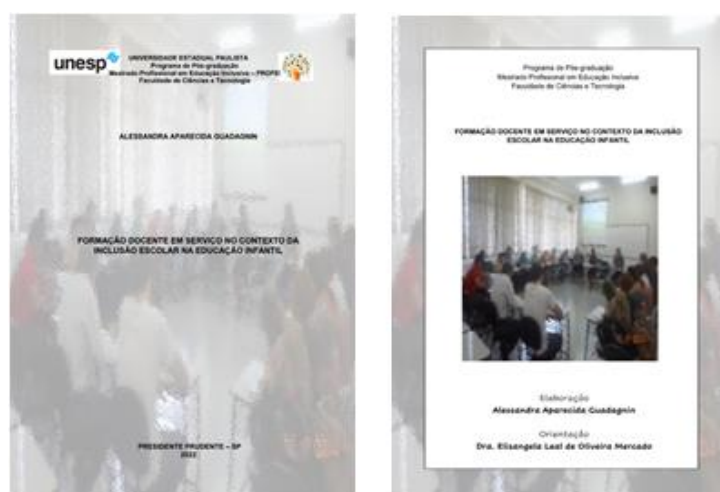 unesp
UNIVERSIDADE ESTADUAL PAULISTA
Programa de Pós-graduação
Mestrado Profissional em Educação Inclusiva – PROFEI
Faculdade de Ciências e Tecnologia
ALESSANDRA APARECIDA GUADAGNIN
FORMAÇÃO DOCENTE EM SERVIÇO NO CONTEXTO DA
INCLUSÃO ESCOLAR NA EDUCAÇÃO INFANTIL
PRESIDENTE PRUDENTE – SP
2022
Programa de Pós-graduação
Mestrado Profissional em Educação Inclusiva
Faculdade de Ciências e Tecnologia
FORMAÇÃO DOCENTE EM SERVIÇO NO CONTEXTO DA INCLUSÃO
ESCOLAR NA EDUCAÇÃO INFANTIL
Elaboração
Alessandra Aparecida Guadagnin
Orientação
Dra. Elisangela Leal de Oliveira Mercado